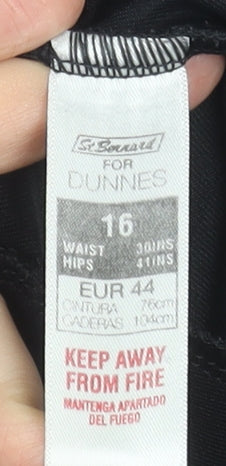 St Bernard
FOR
DUNNES
16
WAIST 30INS
HIPS 41INS
EUR 44
CINTURA 76cm
CADERAS 104cm
KEEP AWAY
FROM FIRE
MANTENGA APARTADO
DEL FUEGO